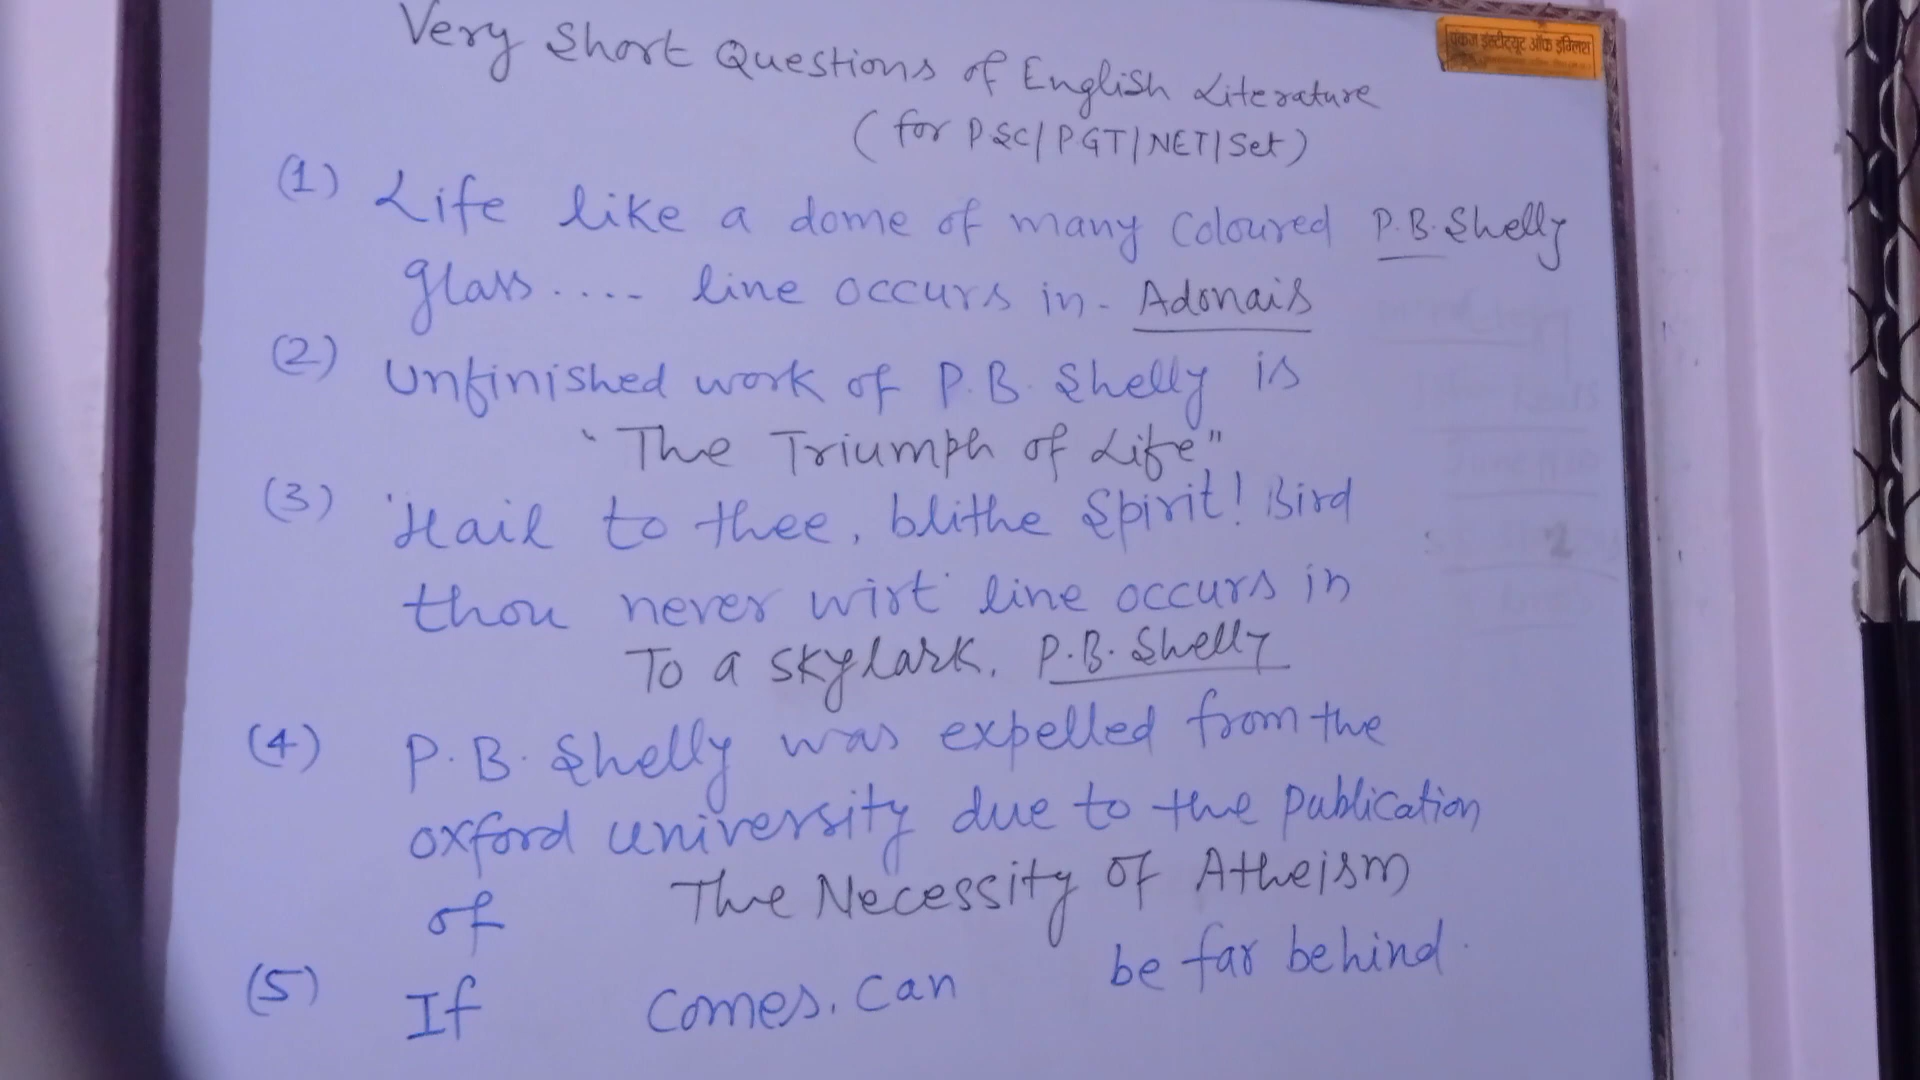 Very Short Questions of English Literature
(for PSC/PGT/NET/Set)
पंकज इंस्टीट्यूट ऑफ इंग्लिश
(1) Life like a dome of many Coloured P.B. Shelly
glass..... line occurs in - Adonais
(2) Unfinished work of P.B. Shelly is
"The Triumph of Life"
(3) 'Hail to thee, blithe Spirit! Bird
thou never wirt' line occurs in
To a skylark. P.B. Shelly
(4) P.B. Shelly was expelled from the
oxford university due to the publication
of The Necessity of Atheism
(5) If comes, can be far behind.